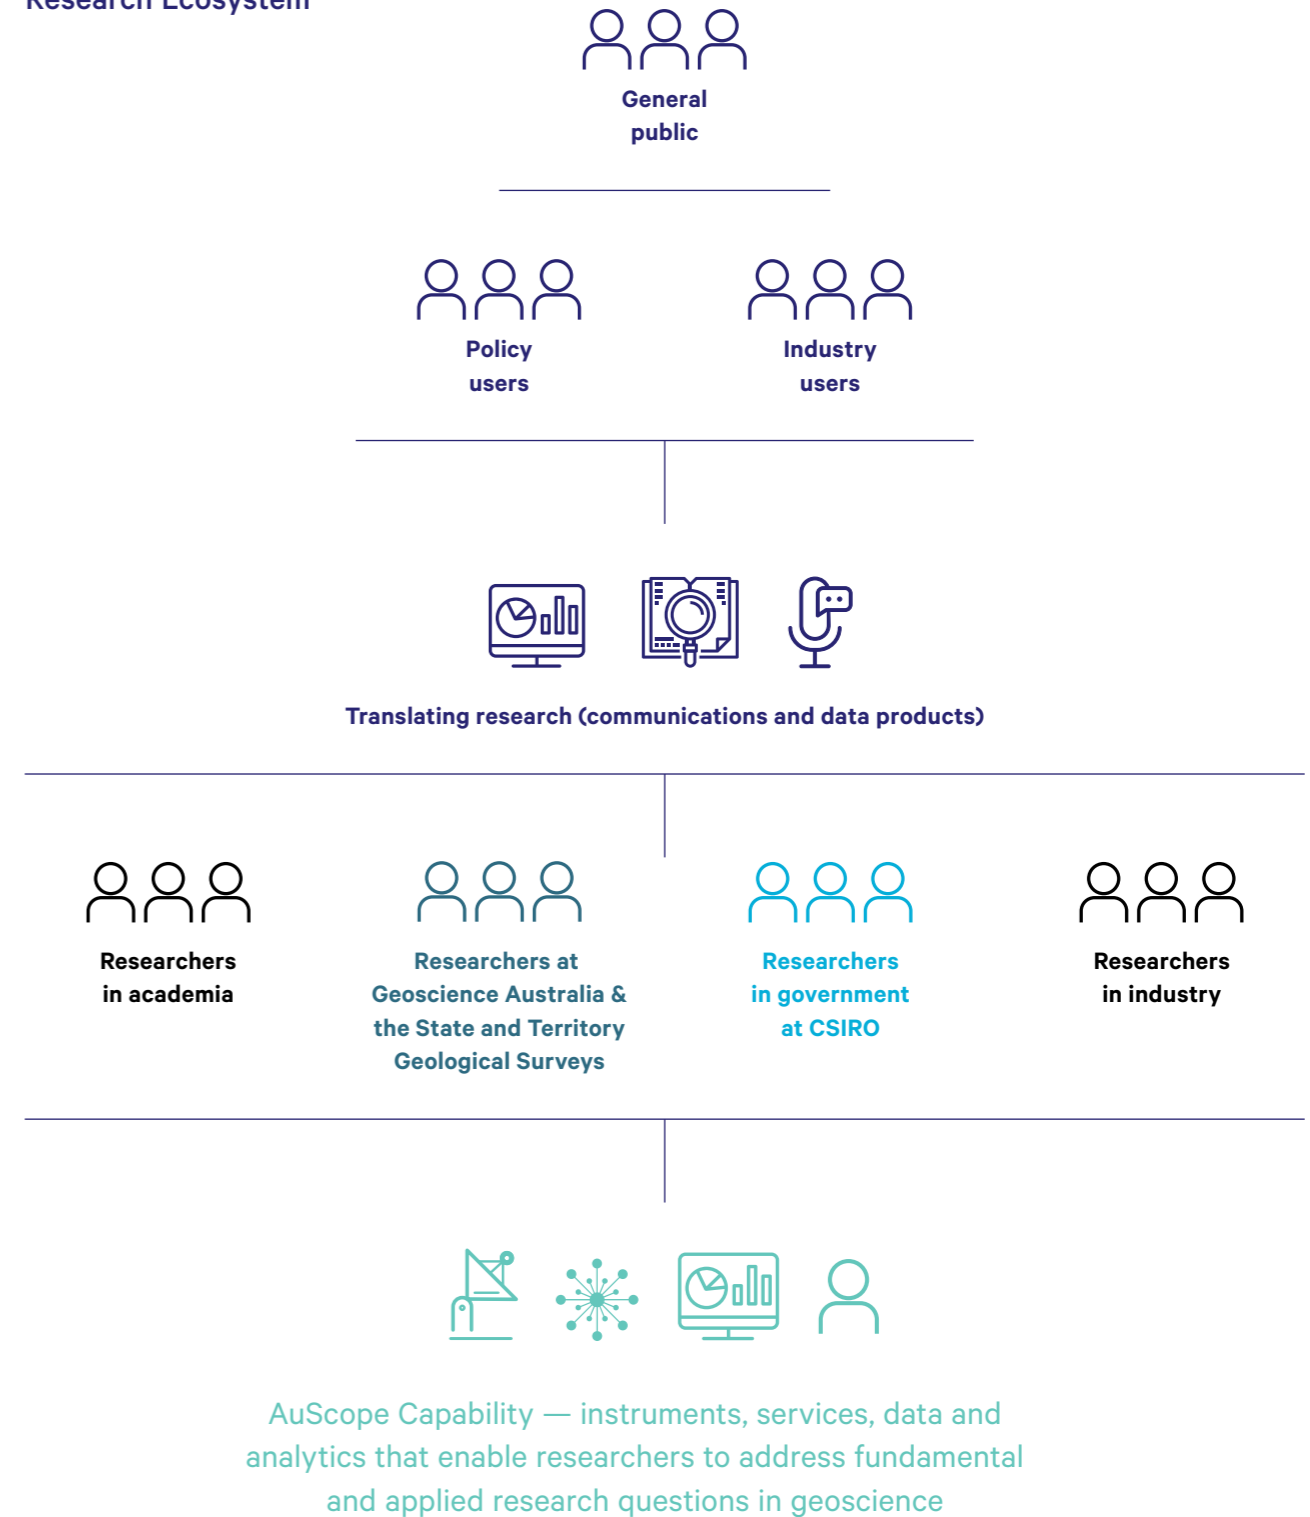 Research Ecosystem
General
public
Policy
users
Industry
users
Translating research (communications and data products)
Researchers
in academia
Researchers at
Geoscience Australia &
the State and Territory
Geological Surveys
Researchers
in government
at CSIRO
Researchers
in industry
AuScope Capability — instruments, services, data and
analytics that enable researchers to address fundamental
and applied research questions in geoscience